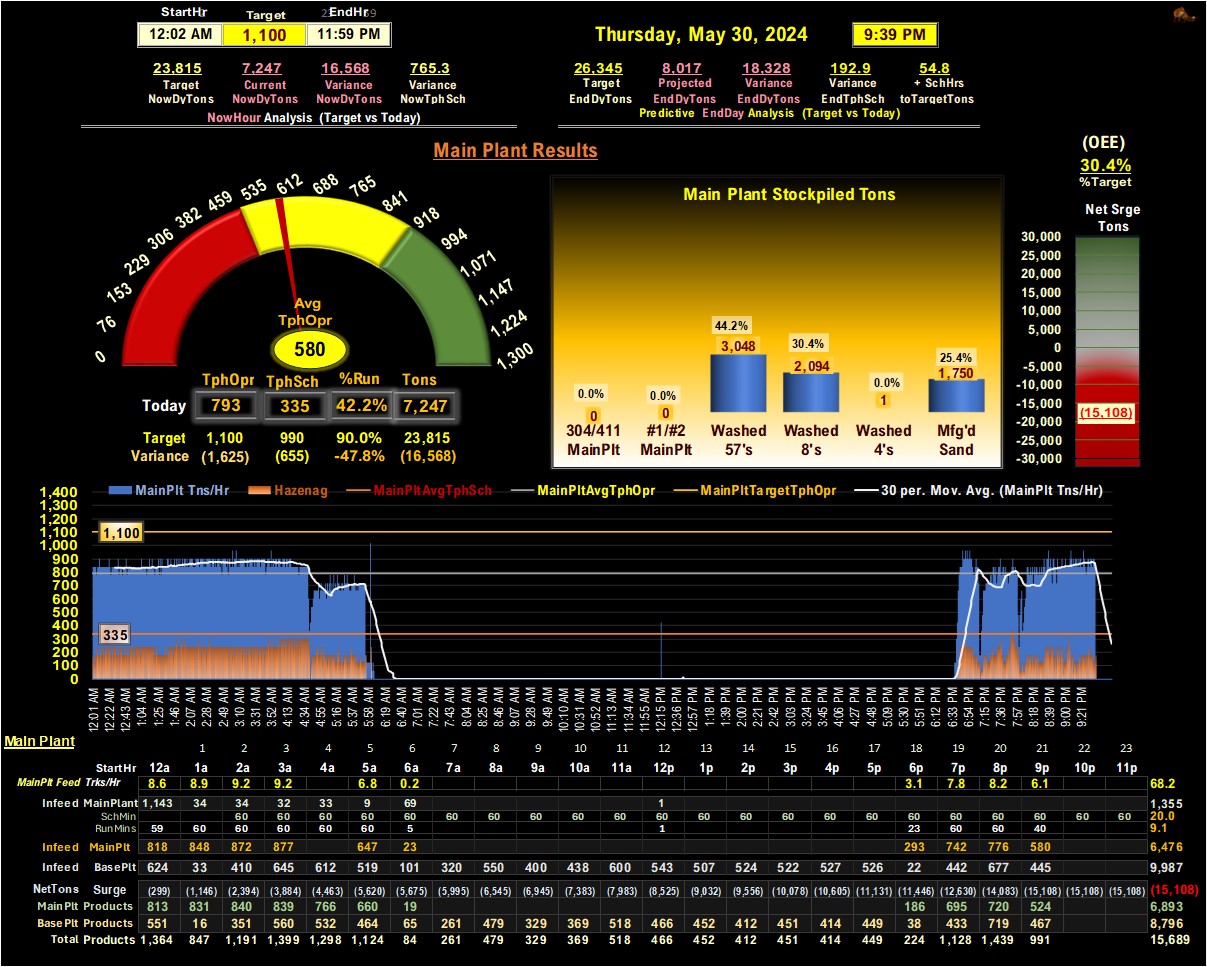 StartHr Target EndHr
12:02 AM 1,100 11:59 PM
Thursday, May 30, 2024 9:39 PM
23,815 7,247 16,568 765.3
Target Current Variance Variance
NowDyTons NowDyTons NowDyTons NowTphSch
NowHour Analysis (Target vs Today)
26,345 8,017 18,328 192.9 54.8
Target Projected Variance Variance + SchHrs
EndDyTons EndDyTons EndDyTons EndTphSch toTargetTons
Predictive EndDay Analysis (Target vs Today)
Main Plant Results
(OEE)
30.4%
%Target
0 76 153 229 306 382 459 535 612 688 765 841 918 994 1,071 1,147 1,224 1,300
Avg
TphOpr
580
TphOpr TphSch %Run Tons
Today 793 335 42.2% 7,247
Target 1,100 990 90.0% 23,815
Variance (1,625) (655) -47.8% (16,568)
Main Plant Stockpiled Tons
0.0% 0.0% 44.2% 30.4% 0.0% 25.4%
0 0 3,048 2,094 1 1,750
304/411 #1/#2 Washed Washed Washed Mfg'd
MainPlt MainPlt 57's 8's 4's Sand
Net Srge
Tons
30,000
25,000
20,000
15,000
10,000
5,000
0
-5,000
-10,000
-15,000
(15,108)
-20,000
-25,000
-30,000
MainPlt Tns/Hr Hazenag MainPltAvgTphSch MainPltAvgTphOpr MainPltTargetTphOpr 30 per. Mov. Avg. (MainPlt Tns/Hr)
1,400
1,300
1,200
1,100
1,000
900
800
700
600
500
400
300
200
100
0
1,100
335
12:01 AM 12:22 AM 12:43 AM 1:04 AM 1:25 AM 1:46 AM 2:07 AM 2:28 AM 2:49 AM 3:10 AM 3:31 AM 3:52 AM 4:13 AM 4:34 AM 4:55 AM 5:16 AM 5:37 AM 5:58 AM 6:19 AM 6:40 AM 7:01 AM 7:22 AM 7:43 AM 8:04 AM 8:25 AM 8:46 AM 9:07 AM 9:28 AM 9:49 AM 10:10 AM 10:31 AM 10:52 AM 11:13 AM 11:34 AM 11:55 AM 12:15 PM 12:36 PM 12:57 PM 1:18 PM 1:39 PM 2:00 PM 2:21 PM 2:42 PM 3:03 PM 3:24 PM 3:45 PM 4:06 PM 4:27 PM 4:48 PM 5:09 PM 5:30 PM 5:51 PM 6:12 PM 6:33 PM 6:54 PM 7:15 PM 7:36 PM 7:57 PM 8:18 PM 8:39 PM 9:00 PM 9:21 PM
Main Plant
1 2 3 4 5 6 7 8 9 10 11 12 13 14 15 16 17 18 19 20 21 22 23
StartHr 12a 1a 2a 3a 4a 5a 6a 7a 8a 9a 10a 11a 12p 1p 2p 3p 4p 5p 6p 7p 8p 9p 10p 11p
MainPlt Feed Trks/Hr 8.6 8.9 9.2 9.2 6.8 0.2 3.1 7.8 8.2 6.1 68.2
Infeed MainPlant 1,143 34 34 32 33 9 69 1 1,355
SchMin 60 60 60 60 60 60 60 60 60 60 60 60 60 60 60 60 60 60 60 60 60 60 20.0
RunMins 59 60 60 60 60 60 5 1 23 60 60 40 9.1
Infeed MainPlt 818 848 872 877 647 23 293 742 776 580 6,476
Infeed BasePlt 624 33 410 645 612 519 101 320 550 400 438 600 543 507 524 522 527 526 22 442 677 445 9,987
NetTons Surge (299) (1,146) (2,394) (3,884) (4,463) (5,620) (5,675) (5,995) (6,545) (6,945) (7,383) (7,983) (8,525) (9,032) (9,556) (10,078) (10,605) (11,131) (11,446) (12,630) (14,083) (15,108) (15,108) (15,108) (15,108)
MainPlt Products 813 831 840 839 766 660 19 186 695 720 524 6,893
BasePlt Products 551 16 351 560 532 464 65 261 479 329 369 518 466 452 412 451 414 449 38 433 719 467 8,796
Total Products 1,364 847 1,191 1,399 1,298 1,124 84 261 479 329 369 518 466 452 412 451 414 449 224 1,128 1,439 991 15,689